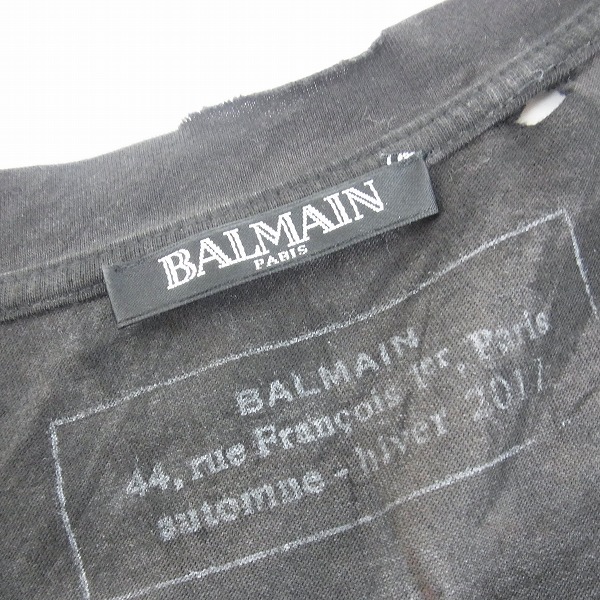 BALMAIN
PARIS
BALMAIN
44, rue François 1er, Paris
automne - hiver 2017